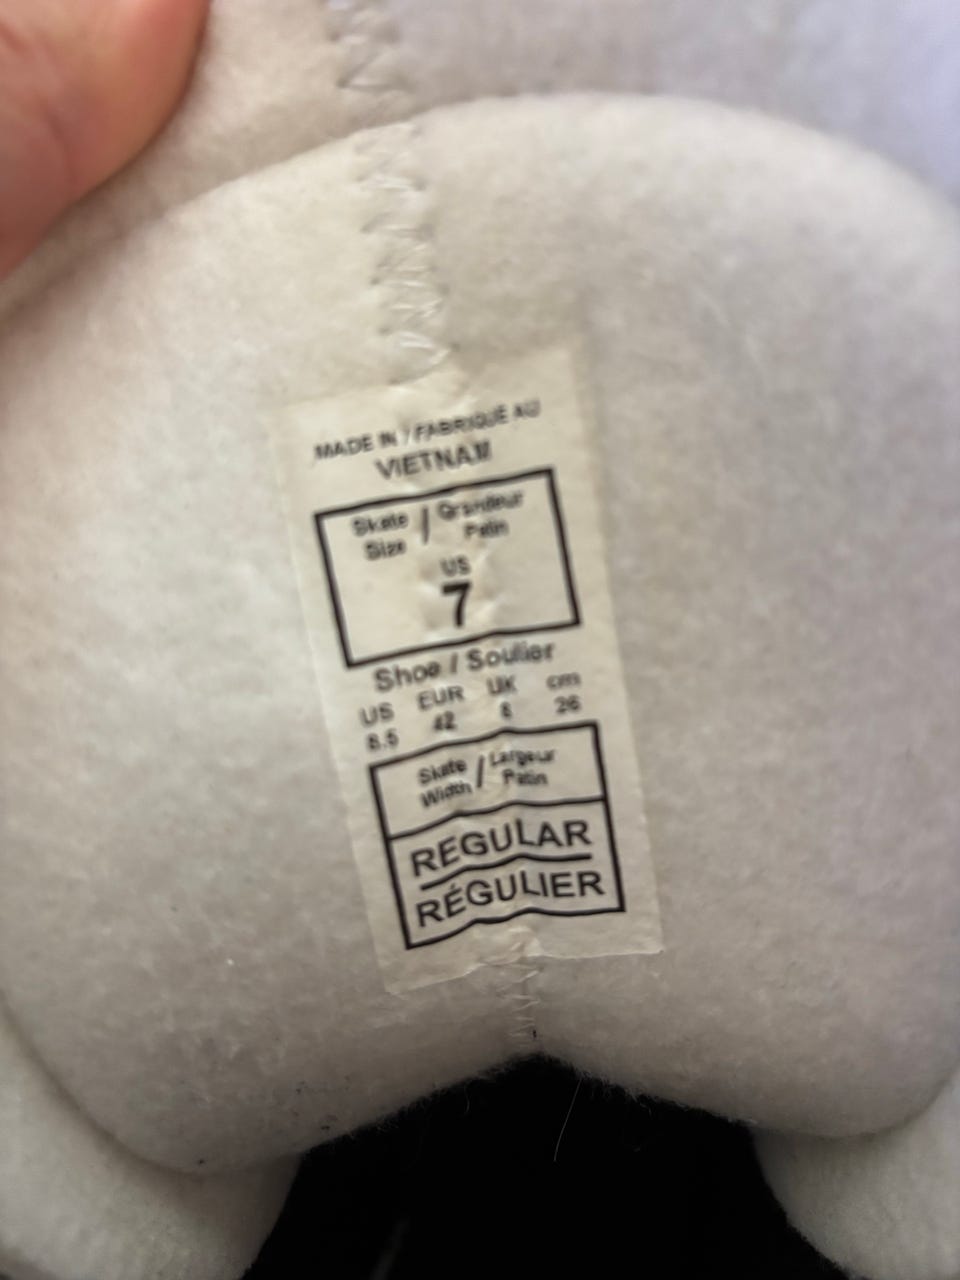 MADE IN / FABRIQUÉ AU
VIETNAM
Skate Size / Grandeur Patin
US
7
Shoe / Soulier
US EUR UK cm
8.5 42 8 26
Skate Width / Largeur Patin
REGULAR
RÉGULIER